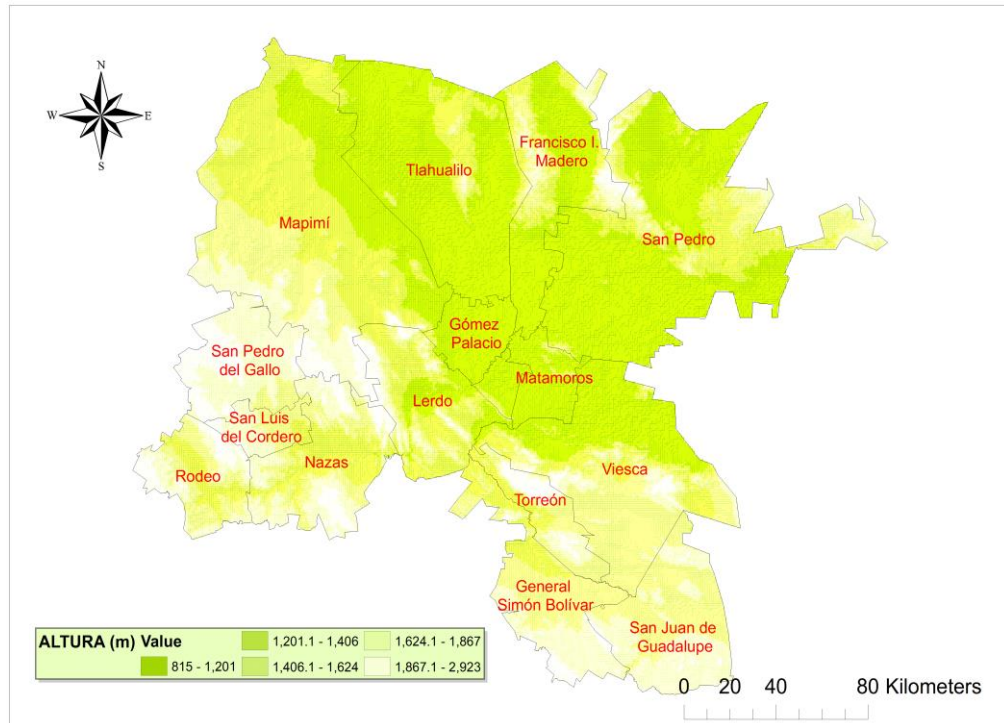 N
W
E
S
Francisco I.
Madero
Tlahualilo
Mapimí
San Pedro
Gómez
Palacio
San Pedro
del Gallo
Matamoros
Lerdo
San Luis
del Cordero
Nazas
Rodeo
Viesca
Torreón
General
Simón Bolívar
San Juan de
Guadalupe
ALTURA (m) Value
815 - 1,201
1,201.1 - 1,406
1,406.1 - 1,624
1,624.1 - 1,867
1,867.1 - 2,923
0 20 40 80 Kilometers